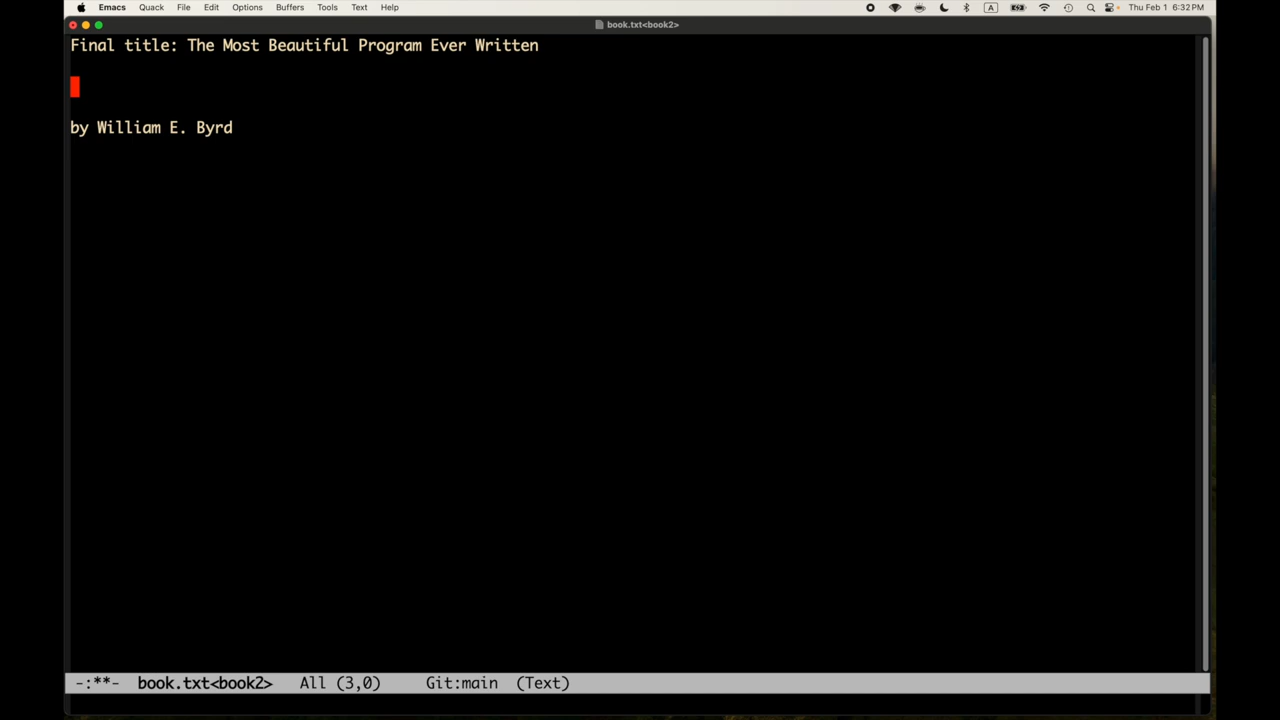 Emacs Quack File Edit Options Buffers Tools Text Help A Thu Feb 1 6:32 PM
book.txt<book2>
Final title: The Most Beautiful Program Ever Written
by William E. Byrd
-:**- book.txt<book2> All (3,0) Git:main (Text)